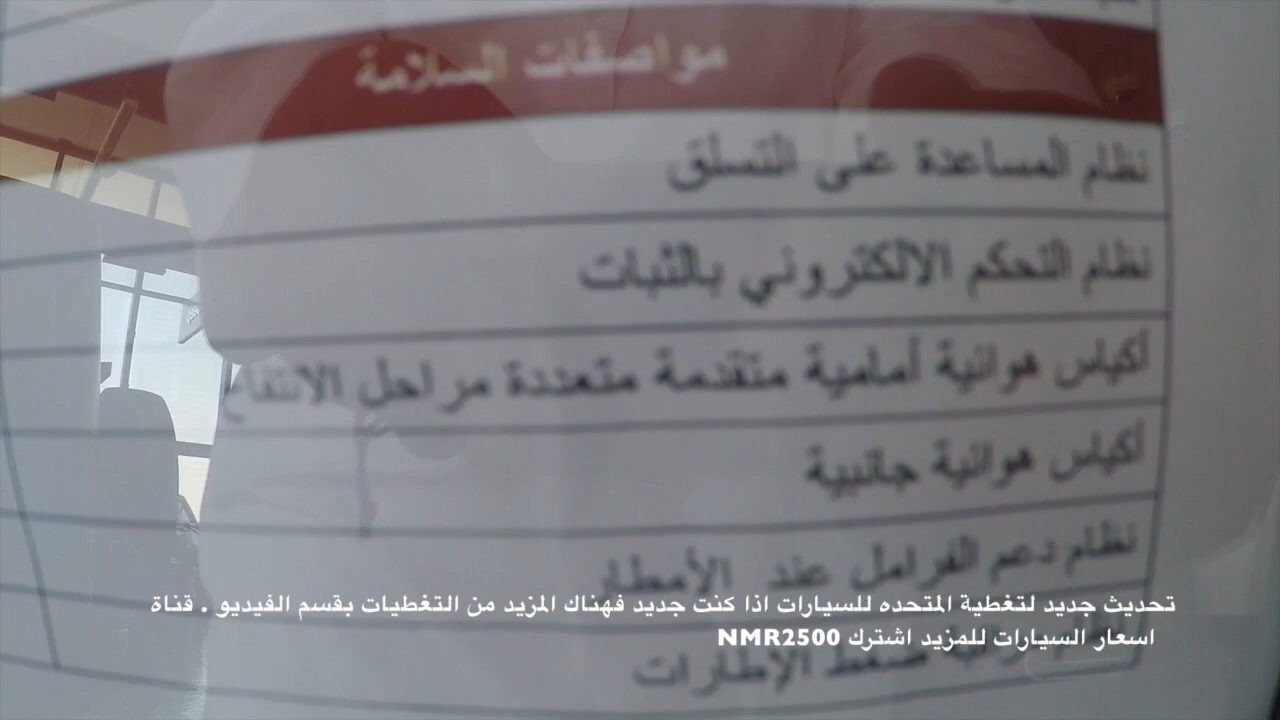 مواصفات السلامة
نظام المساعدة على التسلق
نظام التحكم الالكتروني بالثبات
أكياس هوائية أمامية متقدمة متعددة مراحل الانتفاخ
أكياس هوائية جانبية
نظام دعم الفرامل عند الأمطار
تحديث جديد لتغطية المتحده للسيارات اذا كنت جديد فهناك المزيد من التغطيات بقسم الفيديو . قناة
اسعار السيارات للمزيد اشترك NMR2500
ضغط الإطارات